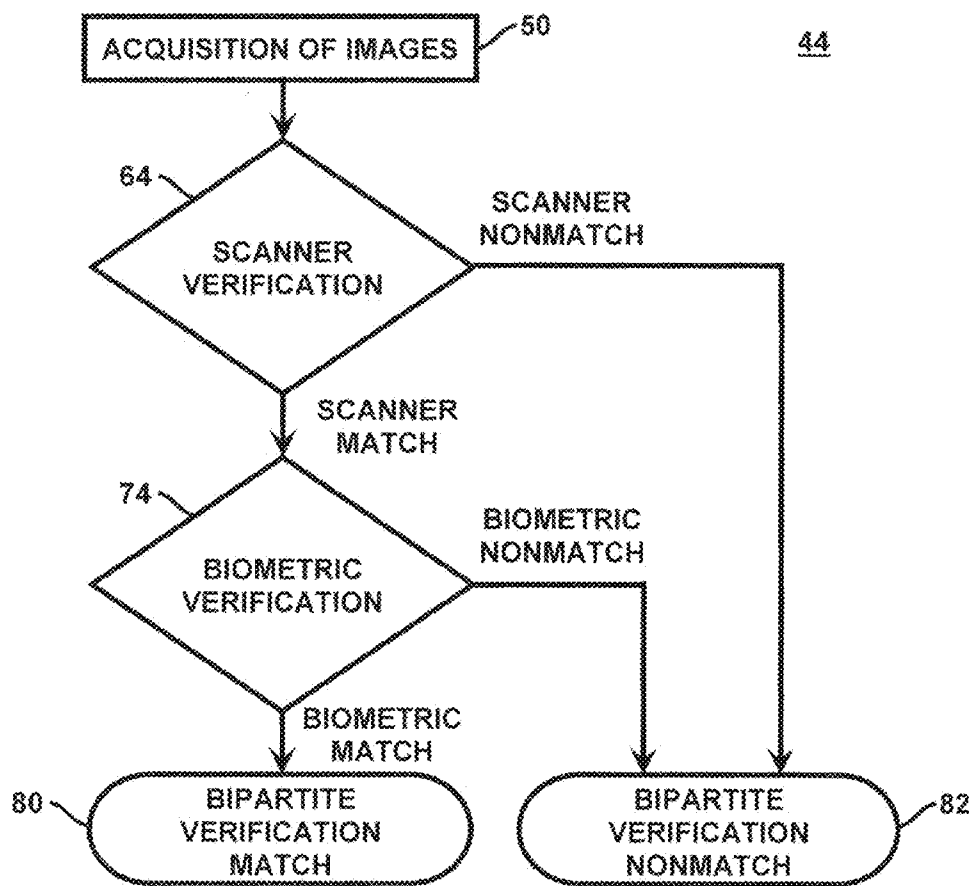 ACQUISITION OF IMAGES
50
44
64
SCANNER
VERIFICATION
SCANNER
NONMATCH
SCANNER
MATCH
74
BIOMETRIC
VERIFICATION
BIOMETRIC
NONMATCH
BIOMETRIC
MATCH
80
BIPARTITE
VERIFICATION
MATCH
BIPARTITE
VERIFICATION
NONMATCH
82